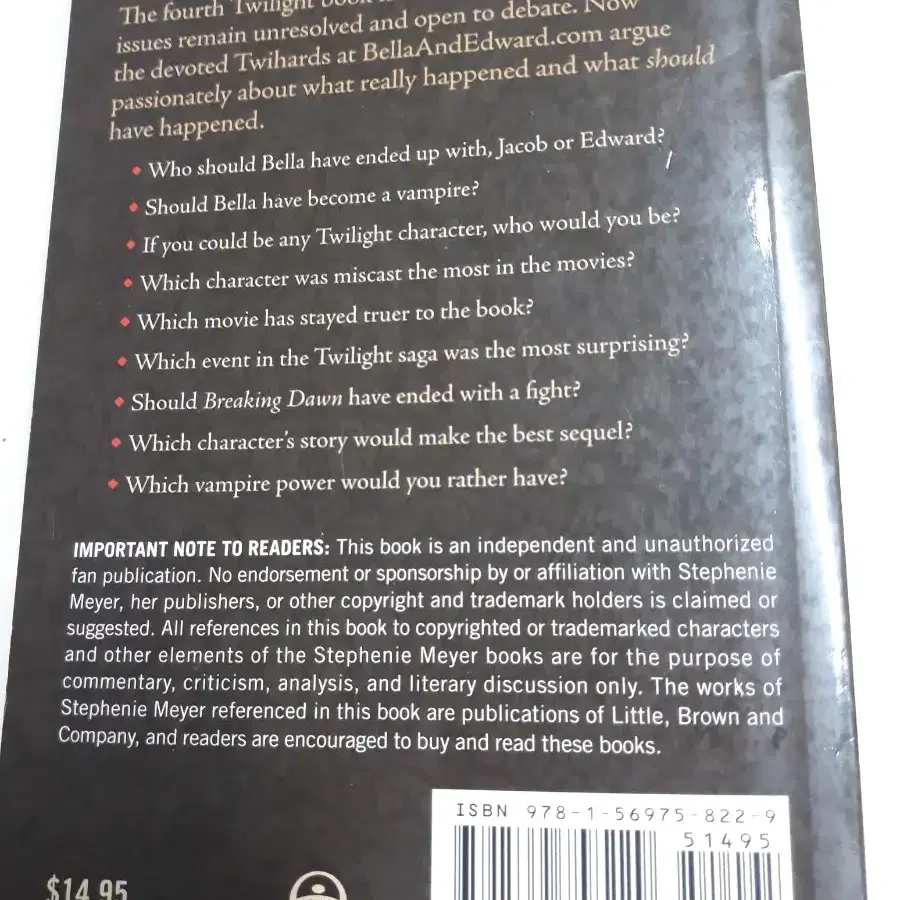 The fourth Twilight
issues remain unresolved and open to debate. Now
the devoted Twihards at BellaAndEdward.com argue
passionately about what really happened and what should
have happened.
• Who should Bella have ended up with, Jacob or Edward?
• Should Bella have become a vampire?
• If you could be any Twilight character, who would you be?
• Which character was miscast the most in the movies?
• Which movie has stayed truer to the book?
• Which event in the Twilight saga was the most surprising?
• Should Breaking Dawn have ended with a fight?
• Which character's story would make the best sequel?
• Which vampire power would you rather have?
IMPORTANT NOTE TO READERS: This book is an independent and unauthorized
fan publication. No endorsement or sponsorship by or affiliation with Stephenie
Meyer, her publishers, or other copyright and trademark holders is claimed or
suggested. All references in this book to copyrighted or trademarked characters
and other elements of the Stephenie Meyer books are for the purpose of
commentary, criticism, analysis, and literary discussion only. The works of
Stephenie Meyer referenced in this book are publications of Little, Brown and
Company, and readers are encouraged to buy and read these books.
ISBN 978-1-56975-822-9
51495
$14.95